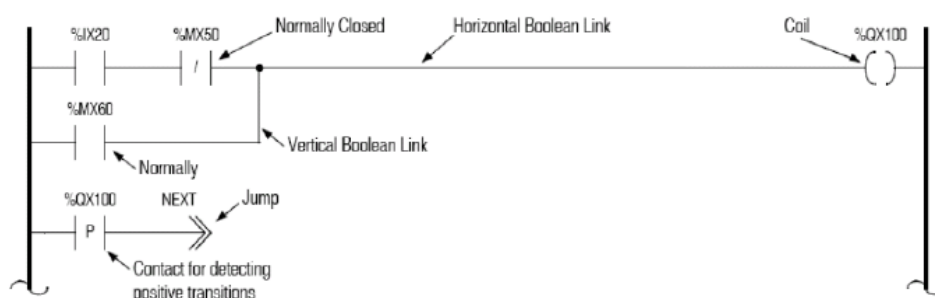 %IX20
%MX50
Normally Closed
Horizontal Boolean Link
Coil
%QX100
/
%MX60
Normally
Vertical Boolean Link
%QX100
NEXT
Jump
P
Contact for detecting
positive transitions